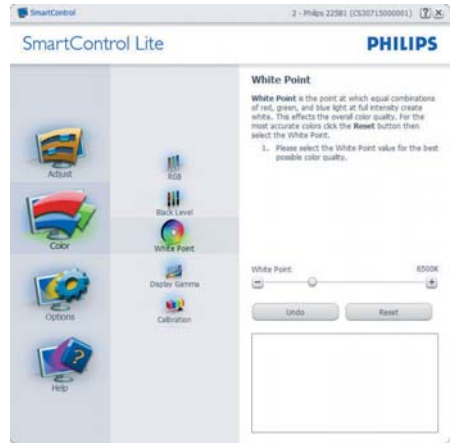 SmartControl
2 - Philips 225B1 (CS30715000001)
SmartControl Lite
PHILIPS
Adjust
Color
Options
Help
RGB
Black Level
White Point
Display Gamma
Calibration
White Point
White Point is the point at which equal combinations
of red, green, and blue light at full intensity create
white. This effects the overall color quality. For the
most accurate colors click the Reset button then
select the White Point.
1. Please select the White Point value for the best
possible color quality.
White Point 6500K
Undo Reset